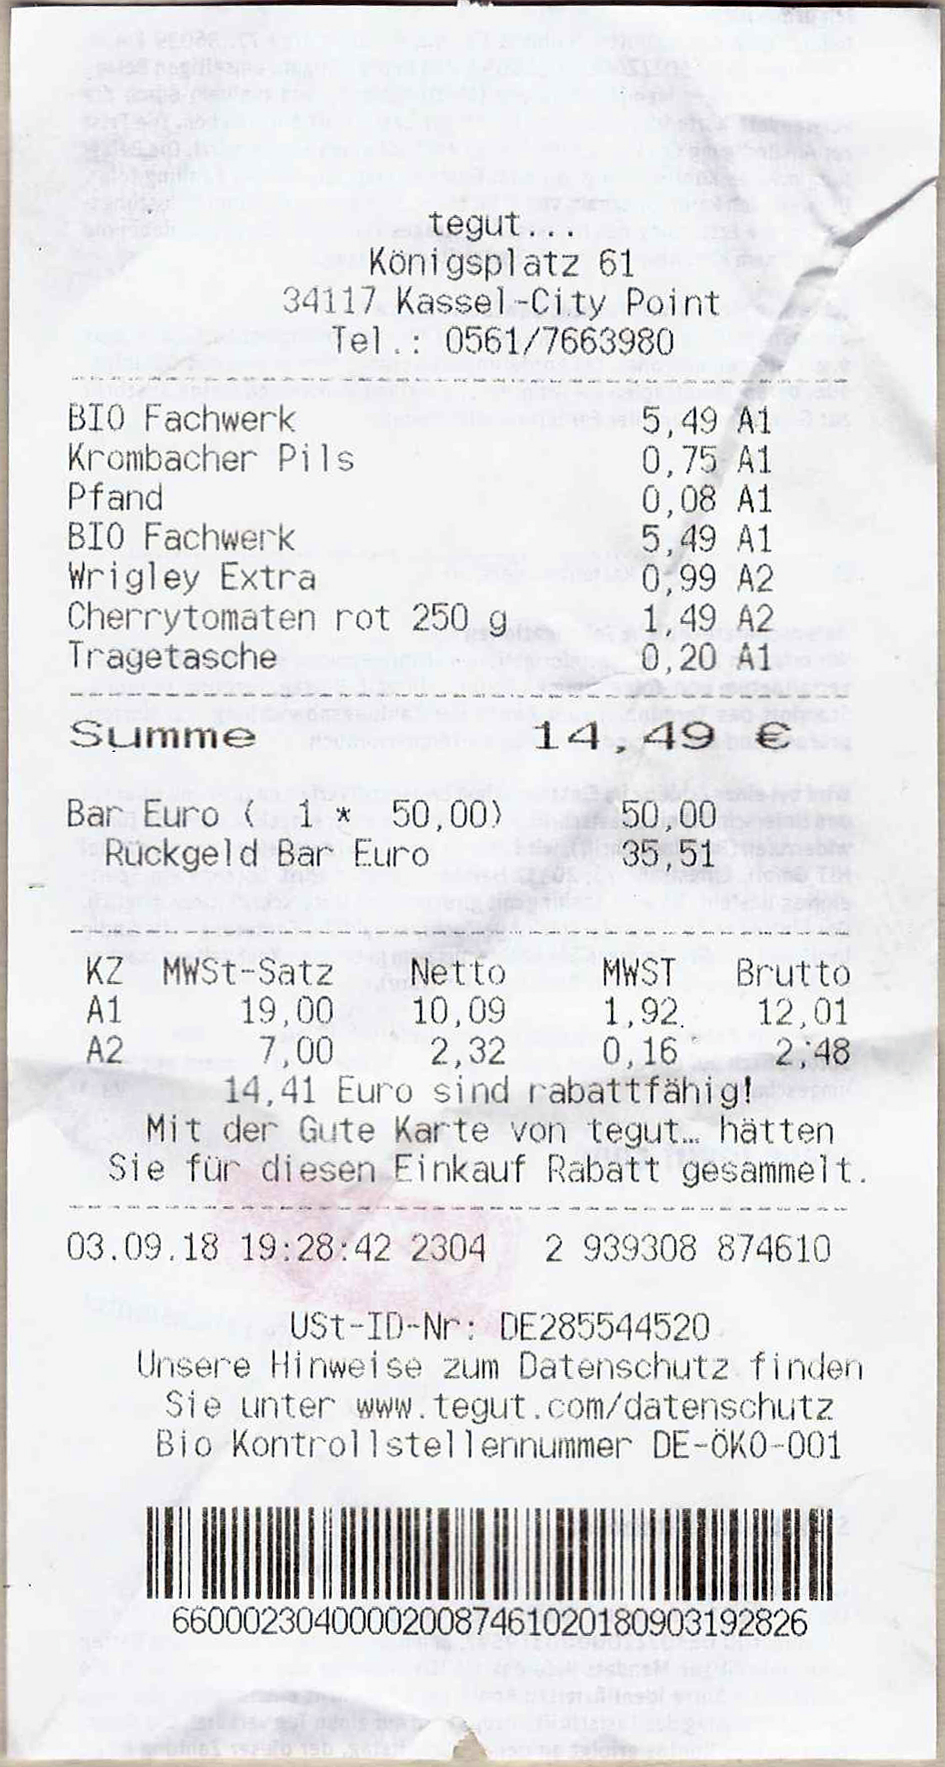 tegut...
Königsplatz 61
34117 Kassel-City Point
Tel.: 0561/7663980
BIO Fachwerk 5,49 A1
Krombacher Pils 0,75 A1
Pfand 0,08 A1
BIO Fachwerk 5,49 A1
Wrigley Extra 0,99 A2
Cherrytomaten rot 250 g 1,49 A2
Tragetasche 0,20 A1
Summe 14,49 €
Bar Euro ( 1 * 50,00) 50,00
Rückgeld Bar Euro 35,51
KZ MWSt-Satz Netto MWST Brutto
A1 19,00 10,09 1,92 12,01
A2 7,00 2,32 0,16 2,48
14,41 Euro sind rabattfähig!
Mit der Gute Karte von tegut... hätten
Sie für diesen Einkauf Rabatt gesammelt.
03.09.18 19:28:42 2304 2 939308 874610
USt-ID-Nr: DE285544520
Unsere Hinweise zum Datenschutz finden
Sie unter www.tegut.com/datenschutz
Bio Kontrollstellennummer DE-ÖKO-001
66000230400002008746102018090319​2826